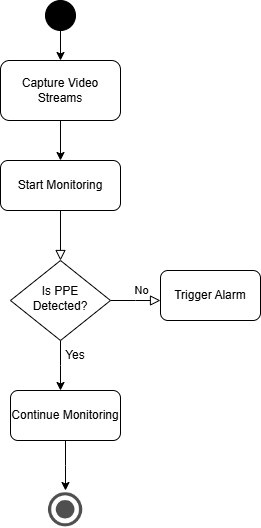 Capture Video
Streams
Start Monitoring
Is PPE
Detected?
No
Trigger Alarm
Yes
Continue Monitoring